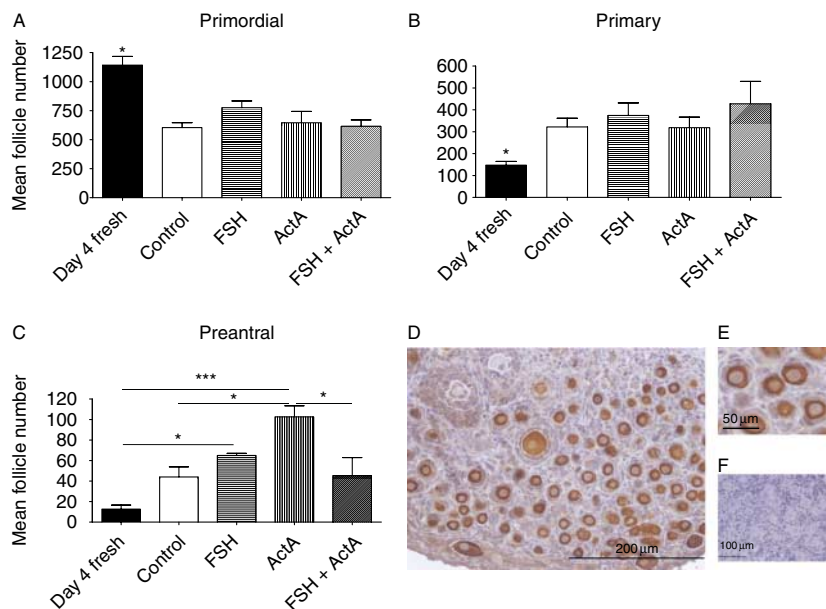 A
Primordial
Mean follicle number
1250
1000
750
500
250
0
*
Day 4 fresh
Control
FSH
ActA
FSH + ActA
B
Primary
600
500
400
300
200
100
0
*
Day 4 fresh
Control
FSH
ActA
FSH + ActA
C
Preantral
Mean follicle number
120
100
80
60
40
20
0
***
*
*
*
Day 4 fresh
Control
FSH
ActA
FSH + ActA
D
200 μm
E
50 μm
F
100 μm